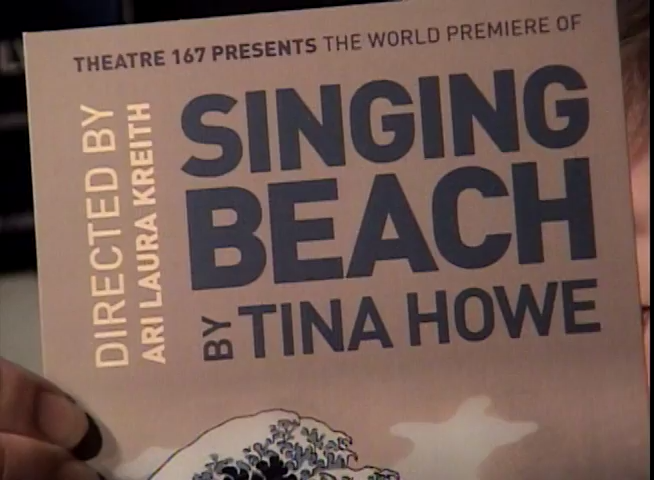 THEATRE 167 PRESENTS THE WORLD PREMIERE OF
DIRECTED BY
ARI LAURA KREITH
SINGING
BEACH
BY TINA HOWE